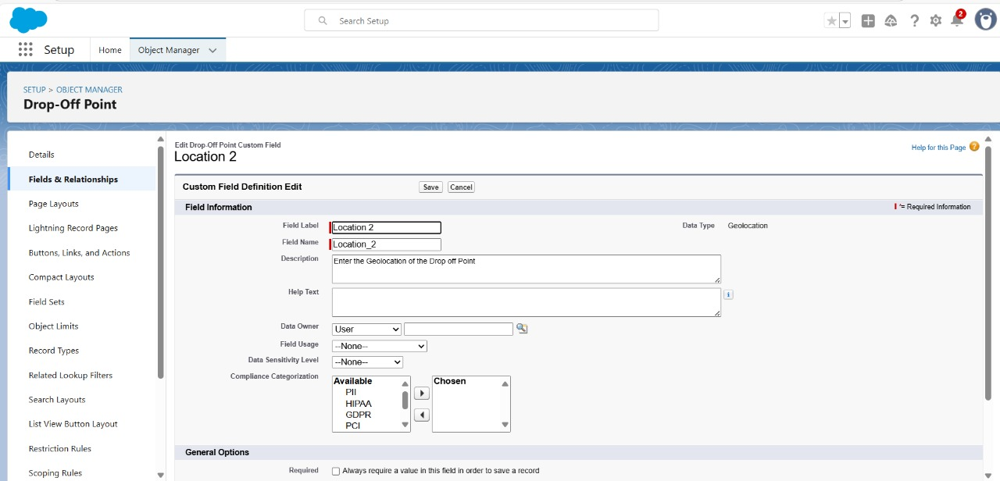 Search Setup
2
Setup
Home
Object Manager
SETUP > OBJECT MANAGER
Drop-Off Point
Details
Fields & Relationships
Page Layouts
Lightning Record Pages
Buttons, Links, and Actions
Compact Layouts
Field Sets
Object Limits
Record Types
Related Lookup Filters
Search Layouts
List View Button Layout
Restriction Rules
Scoping Rules
Edit Drop-Off Point Custom Field
Location 2
Help for this Page ?
Custom Field Definition Edit
Save
Cancel
Field Information
*= Required Information
Field Label
Location 2
Data Type
Geolocation
Field Name
Location_2
Description
Enter the Geolocation of the Drop off Point
Help Text
i
Data Owner
User
Field Usage
--None--
Data Sensitivity Level
--None--
Compliance Categorization
Available
PII
HIPAA
GDPR
PCI
Chosen
General Options
Required
Always require a value in this field in order to save a record